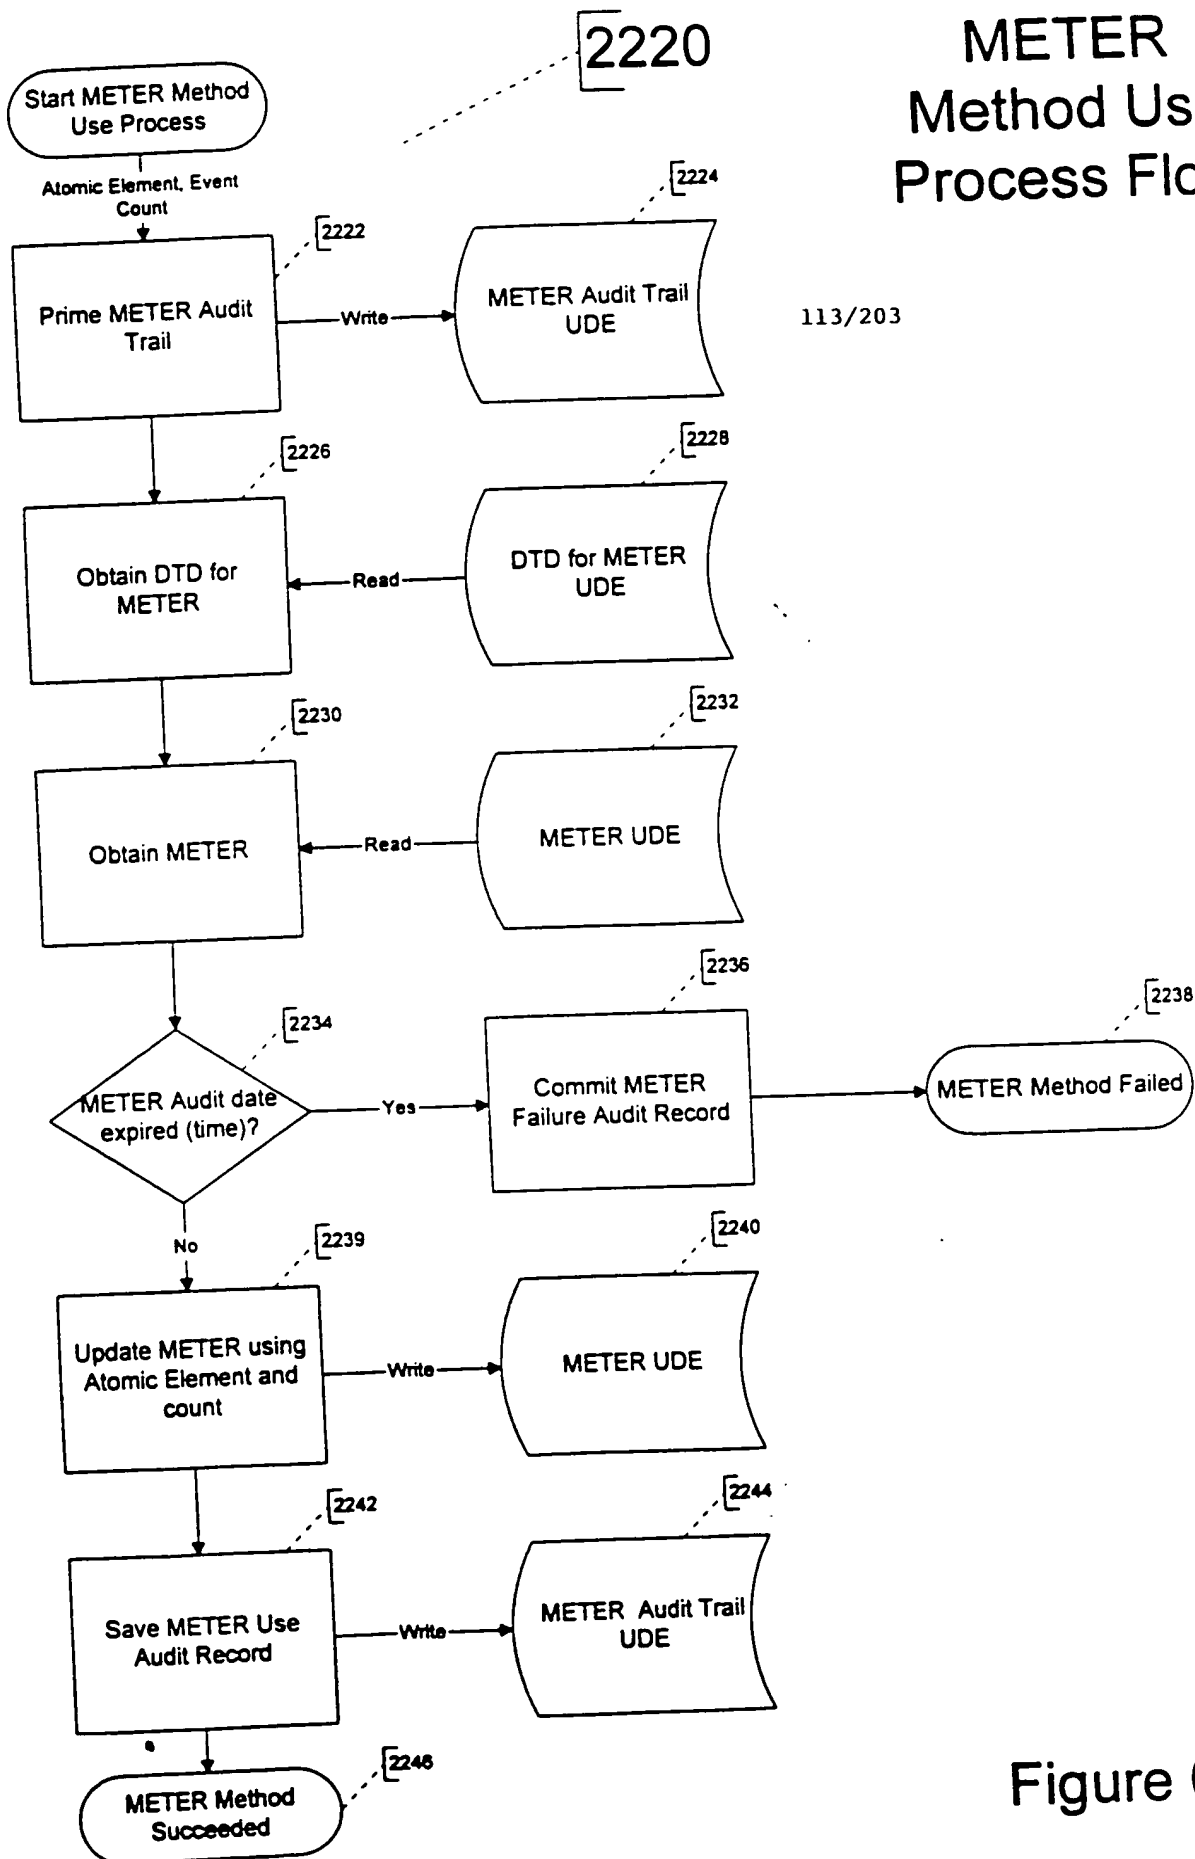 2220
METER
Method Us
Process Flo
Start METER Method
Use Process
Atomic Element, Event
Count
2222
Prime METER Audit
Trail
Write
2224
METER Audit Trail
UDE
113/203
2226
Obtain DTD for
METER
Read
2228
DTD for METER
UDE
2230
Obtain METER
Read
2232
METER UDE
2234
METER Audit date
expired (time)?
Yes
2236
Commit METER
Failure Audit Record
2238
METER Method Failed
No
2239
Update METER using
Atomic Element and
count
Write
2240
METER UDE
2242
Save METER Use
Audit Record
Write
2244
METER Audit Trail
UDE
2246
METER Method
Succeeded
Figure